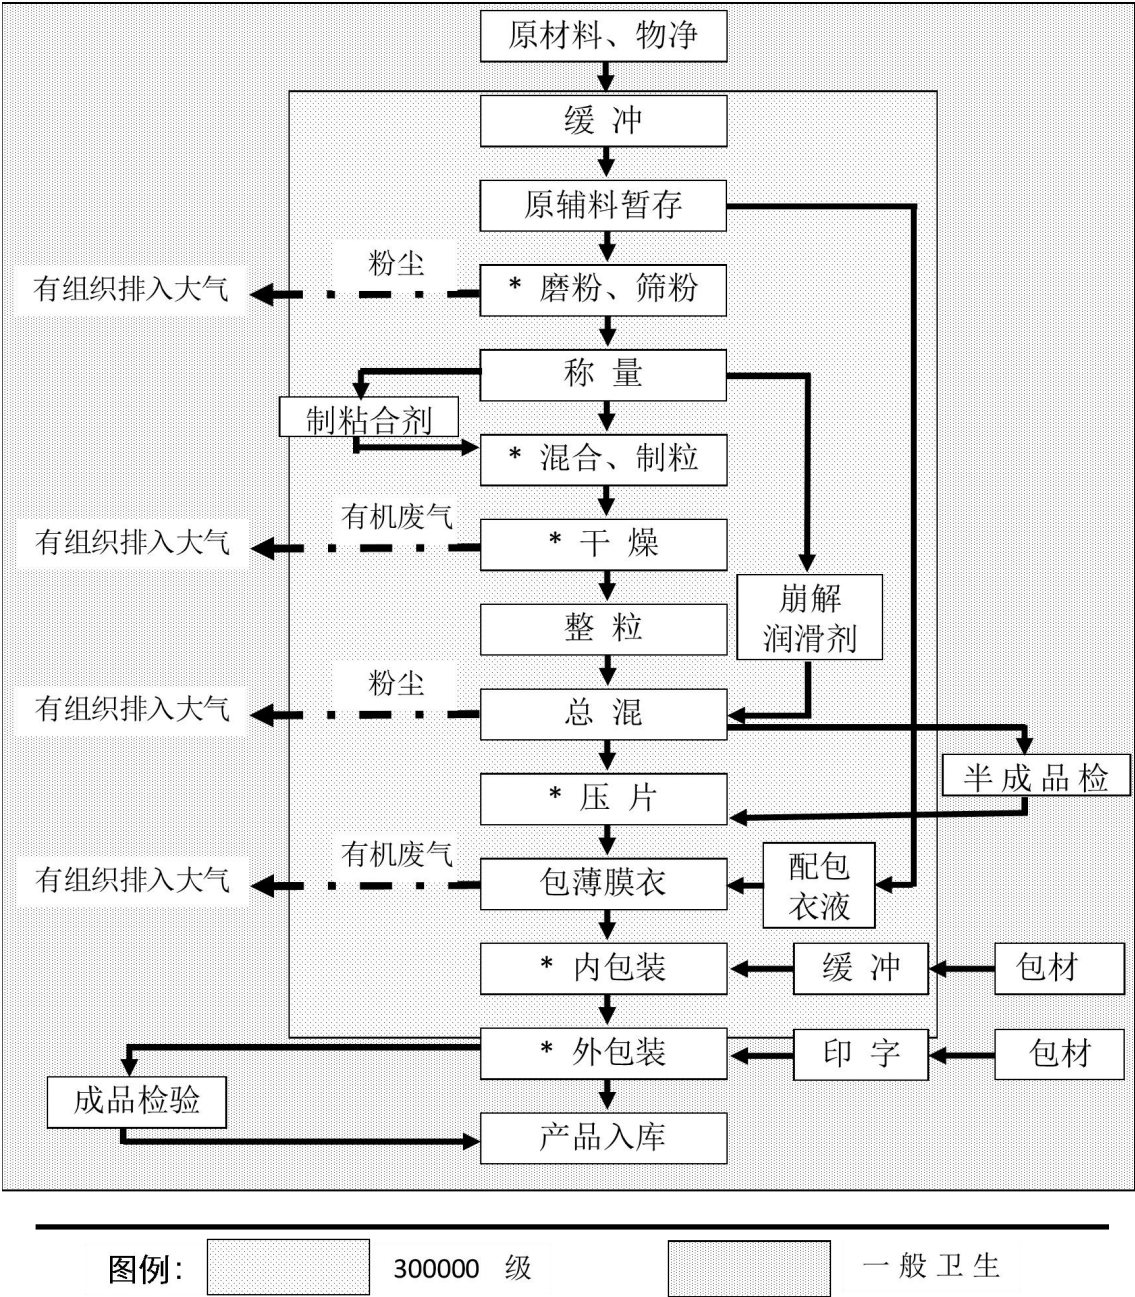 原材料、物净
缓 冲
原辅料暂存
粉尘
有组织排入大气
* 磨粉、筛粉
称 量
制粘合剂
* 混合、制粒
有机废气
有组织排入大气
* 干 燥
崩解
润滑剂
整 粒
粉尘
有组织排入大气
总 混
半成品检
* 压 片
有机废气
有组织排入大气
包薄膜衣
配包
衣液
* 内包装
缓 冲
包材
* 外包装
印 字
包材
成品检验
产品入库
图例：
300000 级
一般卫生